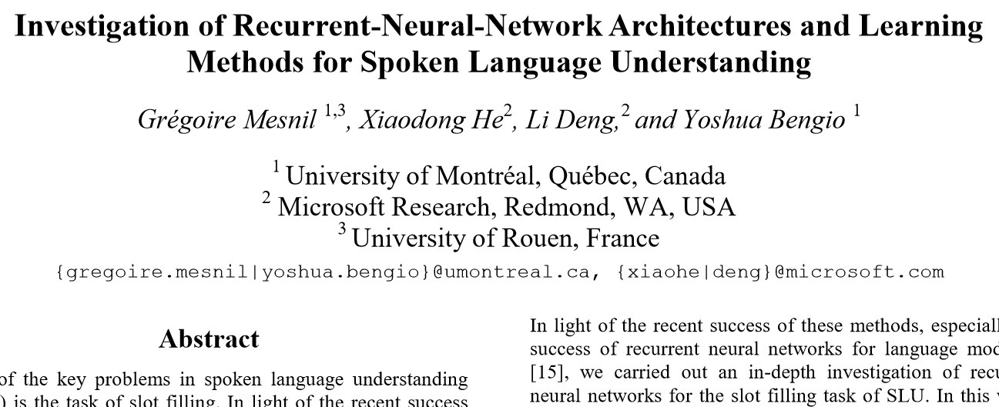 Investigation of Recurrent-Neural-Network Architectures and Learning
Methods for Spoken Language Understanding
Grégoire Mesnil 1,3, Xiaodong He2, Li Deng,2 and Yoshua Bengio 1
1 University of Montréal, Québec, Canada
2 Microsoft Research, Redmond, WA, USA
3 University of Rouen, France
{gregoire.mesnil|yoshua.bengio}@umontreal.ca, {xiaohe|deng}@microsoft.com
Abstract
of the key problems in spoken language understanding
) is the task of slot filling. In light of the recent success
In light of the recent success of these methods, especiall
success of recurrent neural networks for language mod
[15], we carried out an in-depth investigation of recu
neural networks for the slot filling task of SLU. In this